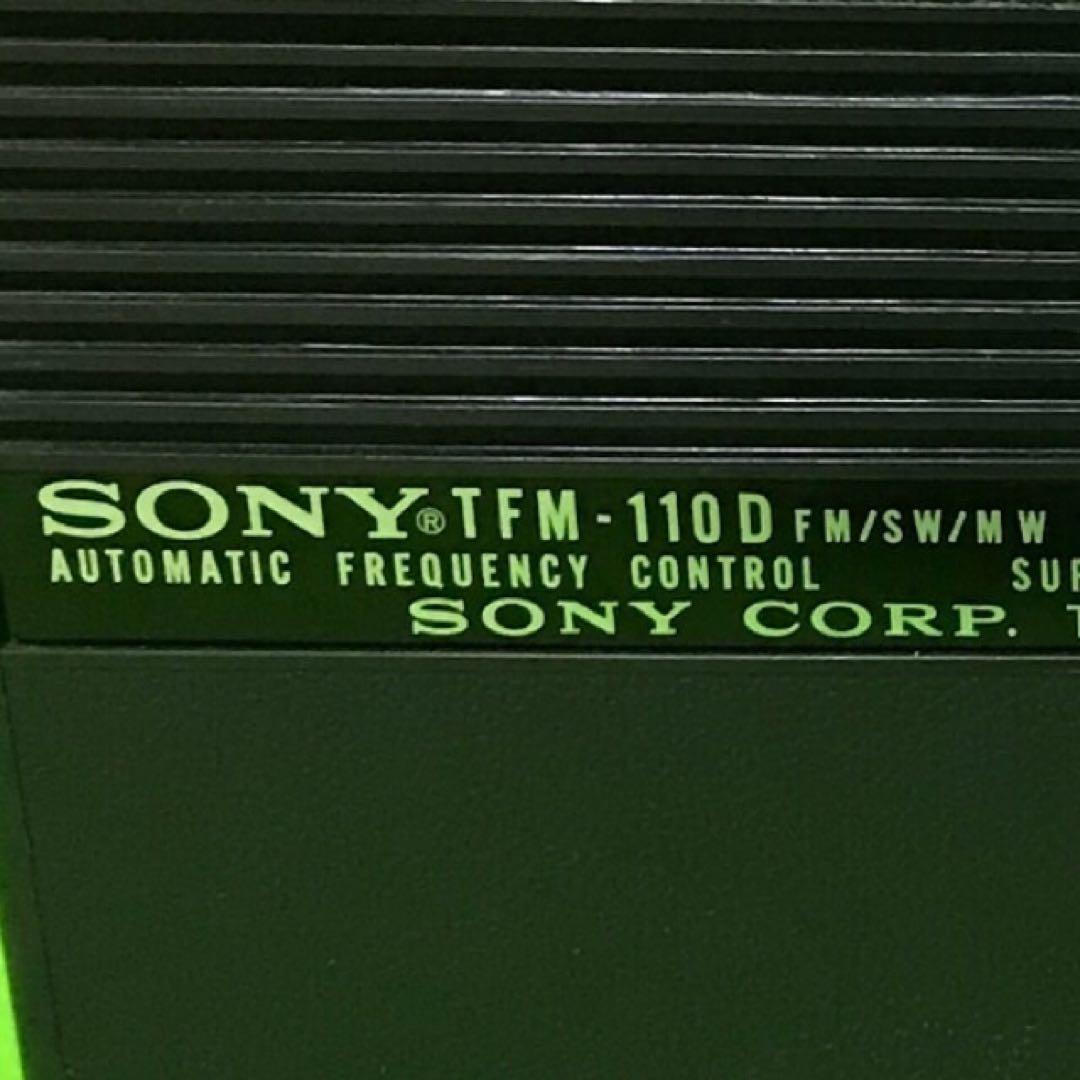 SONY® TFM-110D FM/SW/MW
AUTOMATIC FREQUENCY CONTROL
SONY CORP.